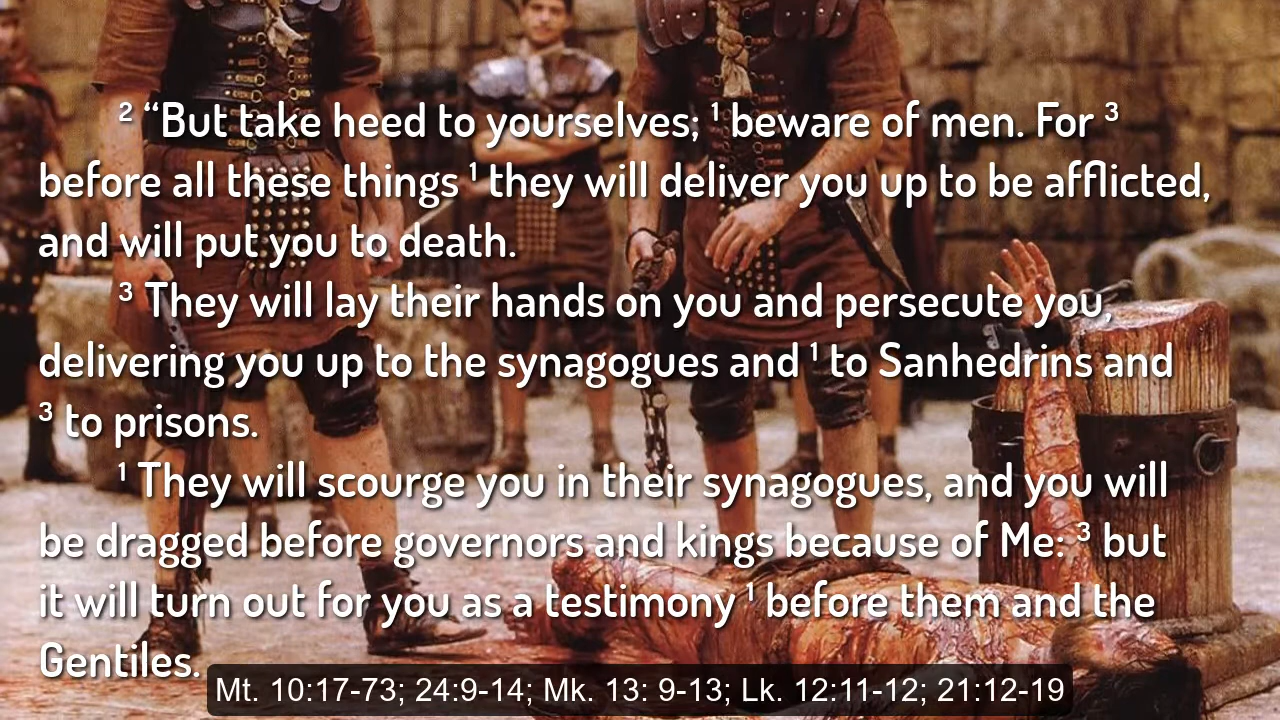 ² “But take heed to yourselves; ¹ beware of men. For ³
before all these things ¹ they will deliver you up to be afflicted,
and will put you to death.
³ They will lay their hands on you and persecute you,
delivering you up to the synagogues and ¹ to Sanhedrins and
³ to prisons.
¹ They will scourge you in their synagogues, and you will
be dragged before governors and kings because of Me: ³ but
it will turn out for you as a testimony ¹ before them and the
Gentiles.
Mt. 10:17-73; 24:9-14; Mk. 13: 9-13; Lk. 12:11-12; 21:12-19